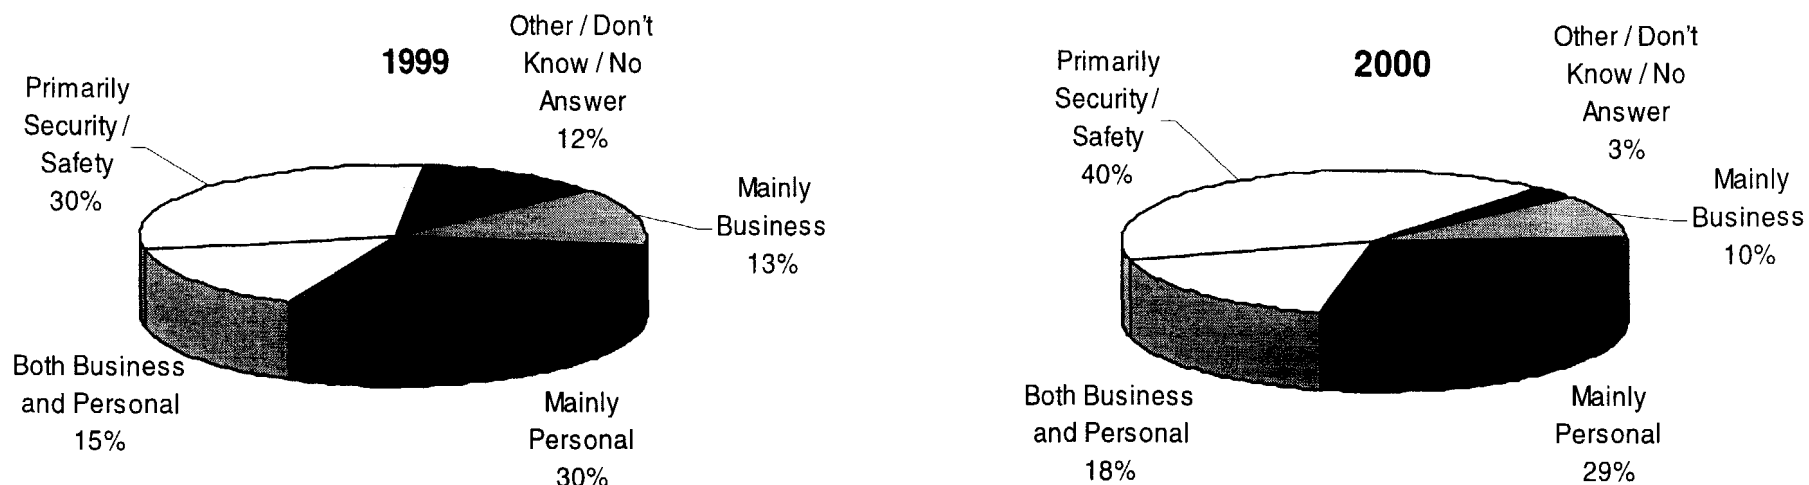 1999
Other / Don't
Know / No
Answer
12%
Primarily
Security /
Safety
30%
Mainly
Business
13%
Both Business
and Personal
15%
Mainly
Personal
30%
2000
Other / Don't
Know / No
Answer
3%
Primarily
Security /
Safety
40%
Mainly
Business
10%
Both Business
and Personal
18%
Mainly
Personal
29%